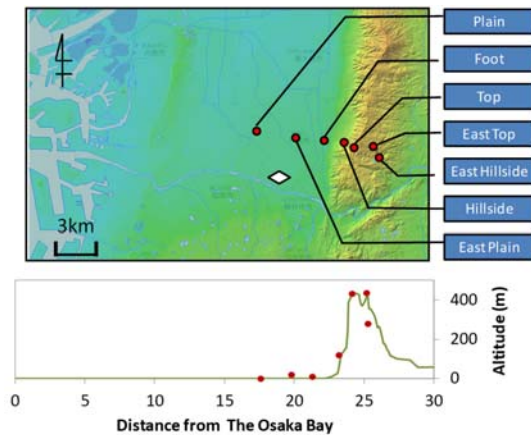 Plain
Foot
Top
East Top
East Hillside
Hillside
East Plain
3km
400
200
0
Altitude (m)
0 5 10 15 20 25 30
Distance from The Osaka Bay